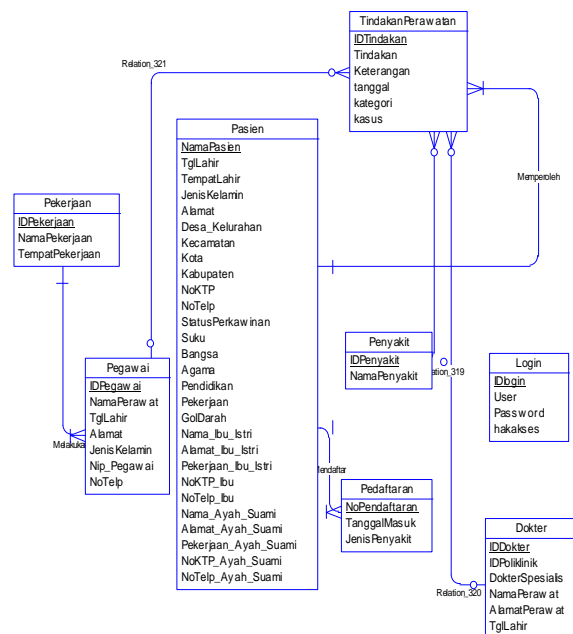 TindakanPerawatan
IDTindakan
Tindakan
Keterangan
tanggal
kategori
kasus
Relation_321
Memperoleh
Pasien
NamaPasien
TglLahir
TempatLahir
JenisKelamin
Alamat
Desa_Kelurahan
Kecamatan
Kota
Kabupaten
NoKTP
NoTelp
StatusPerkawinan
Suku
Bangsa
Agama
Pendidikan
Pekerjaan
GolDarah
Nama_Ibu_Istri
Alamat_Ibu_Istri
Pekerjaan_Ibu_Istri
NoKTP_Ibu
NoTelp_Ibu
Nama_Ayah_Suami
Alamat_Ayah_Suami
Pekerjaan_Ayah_Suami
NoKTP_Ayah_Suami
NoTelp_Ayah_Suami
Pekerjaan
IDPekerjaan
NamaPekerjaan
TempatPekerjaan
Pegawai
IDPegawai
NamaPerawat
TglLahir
Alamat
JenisKelamin
Nip_Pegawai
NoTelp
Melakuka
Penyakit
IDPenyakit
NamaPenyakit
elation_319
Login
IDlogin
User
Password
hakakses
endaftar
Pedaftaran
NoPendaftaran
TanggalMasuk
JenisPenyakit
Dokter
IDDokter
IDPoliklinik
DokterSpesialis
NamaPerawat
AlamatPerawat
TglLahir
Relation_320